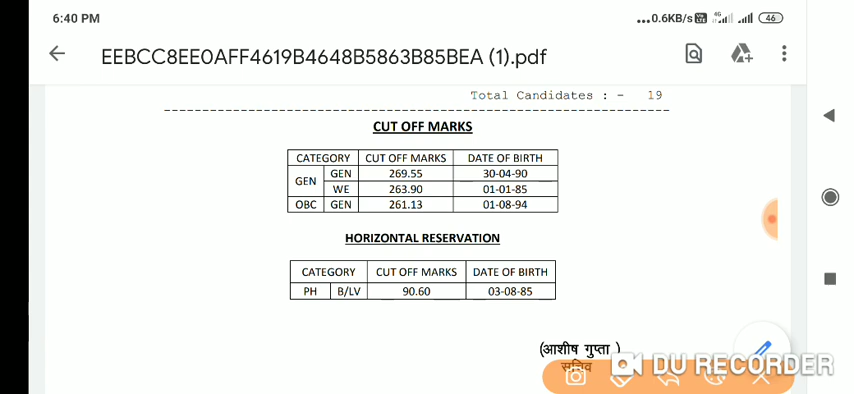 6:40 PM ...0.6KB/s 4G 46
EEBCC8EE0AFF4619B4648B5863B85BEA (1).pdf
Total Candidates : - 19
CUT OFF MARKS
CATEGORY CUT OFF MARKS DATE OF BIRTH
GEN GEN 269.55 30-04-90
WE 263.90 01-01-85
OBC GEN 261.13 01-08-94
HORIZONTAL RESERVATION
CATEGORY CUT OFF MARKS DATE OF BIRTH
PH B/LV 90.60 03-08-85
(आशीष गुप्ता )
सचिव
DU RECORDER